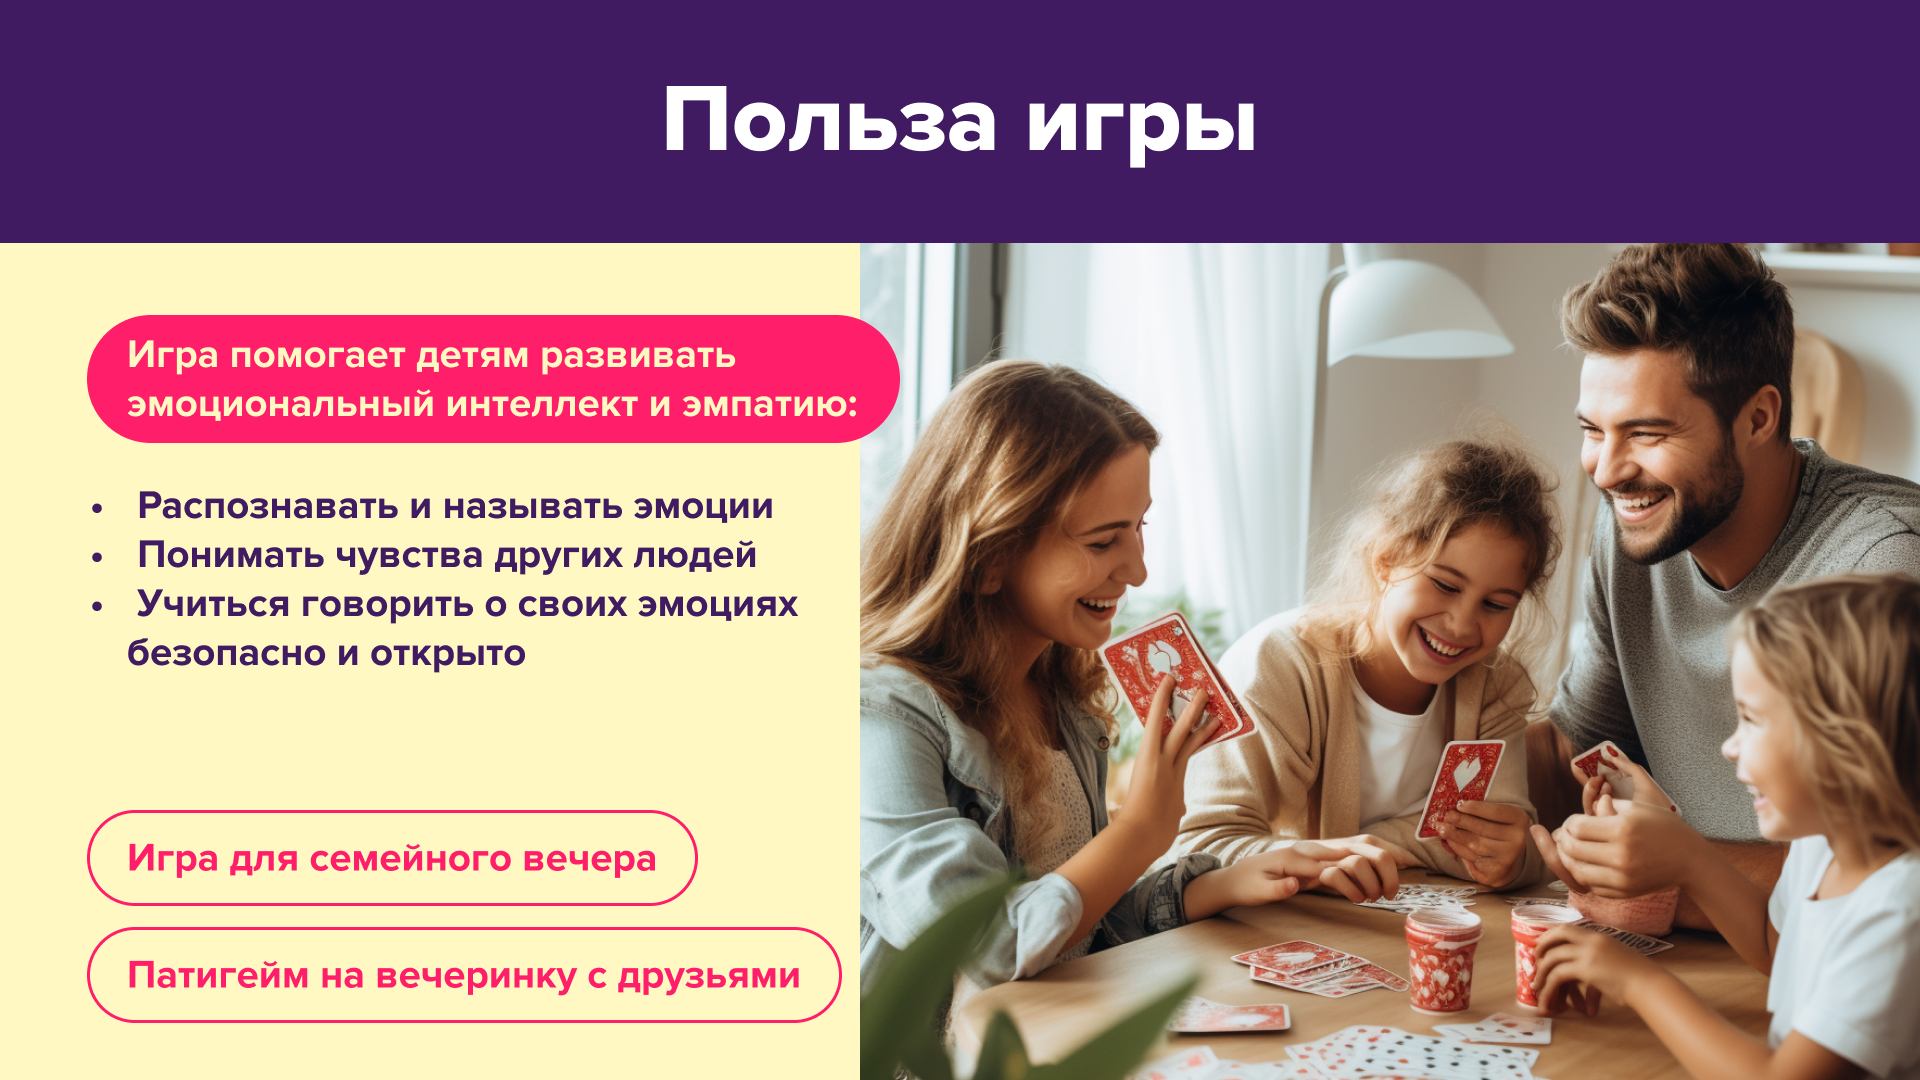 Польза игры
Игра помогает детям развивать
эмоциональный интеллект и эмпатию:
• Распознавать и называть эмоции
• Понимать чувства других людей
• Учиться говорить о своих эмоциях
безопасно и открыто
Игра для семейного вечера
Патигейм на вечеринку с друзьями